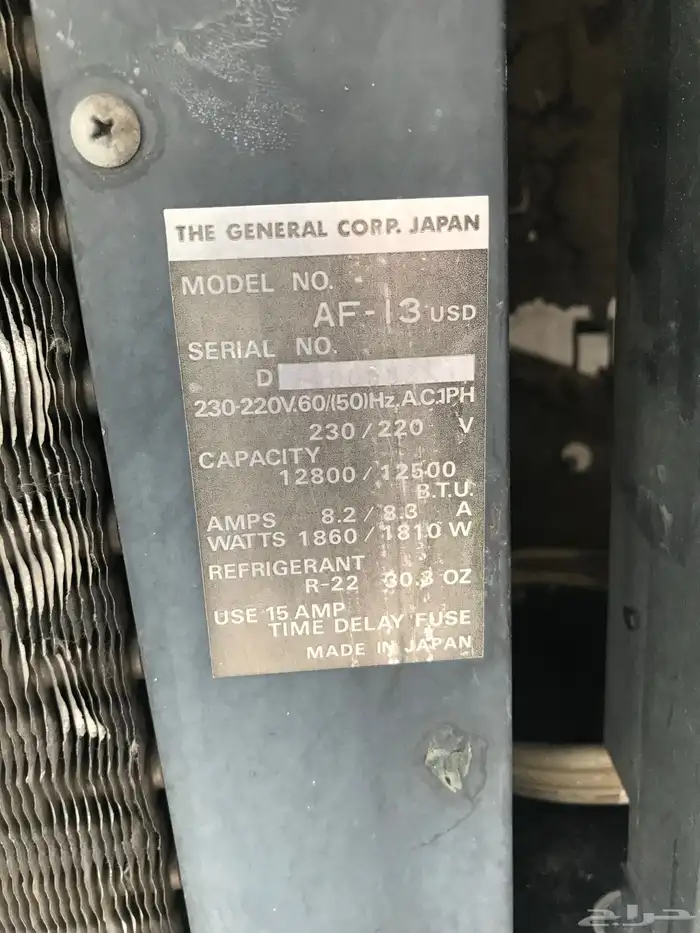 THE GENERAL CORP. JAPAN
MODEL NO.
AF-13 USD
SERIAL NO.
D
230-220V.60/(50)Hz.A.C.1PH
230/220 V
CAPACITY
12800/12500
B.T.U.
AMPS 8.2/8.3 A
WATTS 1860/1810 W
REFRIGERANT
R-22 30.3 OZ
USE 15 AMP
TIME DELAY FUSE
MADE IN JAPAN
حراج